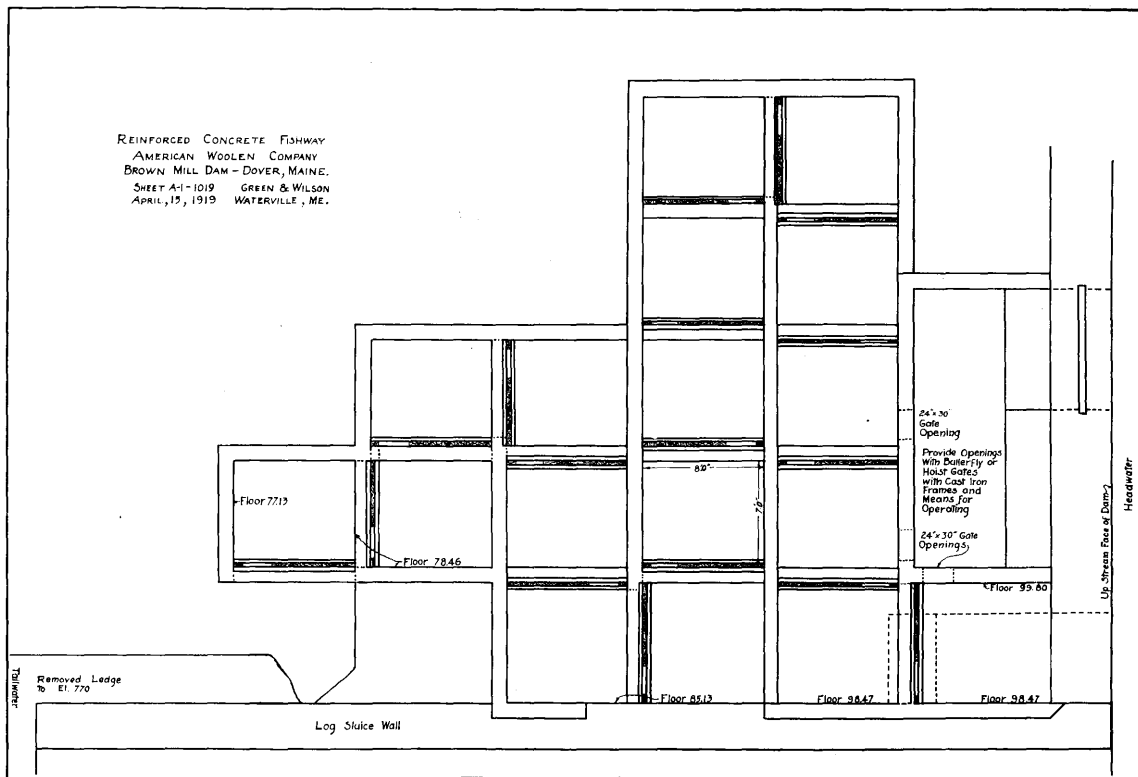 REINFORCED CONCRETE FISHWAY
AMERICAN WOOLEN COMPANY
BROWN MILL DAM - DOVER, MAINE.
SHEET A-1-1019 GREEN & WILSON
APRIL, 15, 1919 WATERVILLE, ME.
24"x30"
Gate
Opening
Provide Openings
with Butterfly or
Hoist Gates
with Cast Iron
Frames and
Means for
Operating
24"x30" Gate
Openings
8'0"
7'0"
Floor 77.13
Floor 78.46
Floor 99.80
Up Stream Face of Dam
Headwater
Tailwater
Removed Ledge
To El. 77.0
Floor 85.13
Floor 98.47
Floor 98.47
Log Sluice Wall